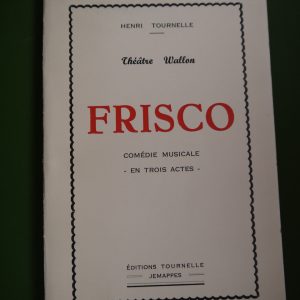 HENRI TOURNELLE
Théâtre Wallon
FRISCO
COMÉDIE MUSICALE
- EN TROIS ACTES -
ÉDITIONS TOURNELLE
JEMAPPES